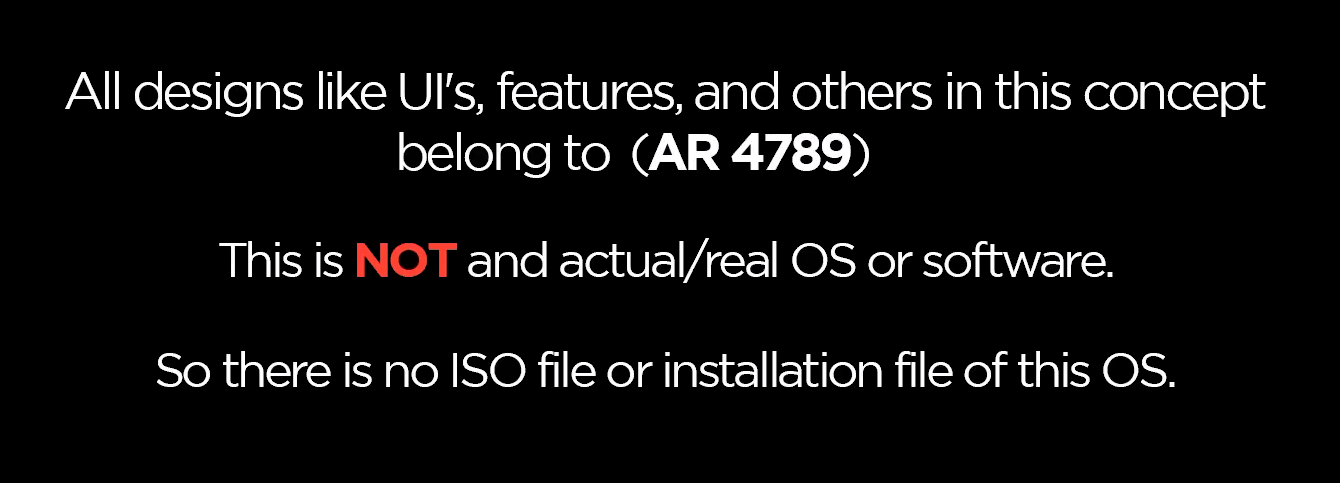 All designs like UI's, features, and others in this concept
belong to (AR 4789)
This is NOT and actual/real OS or software.
So there is no ISO file or installation file of this OS.